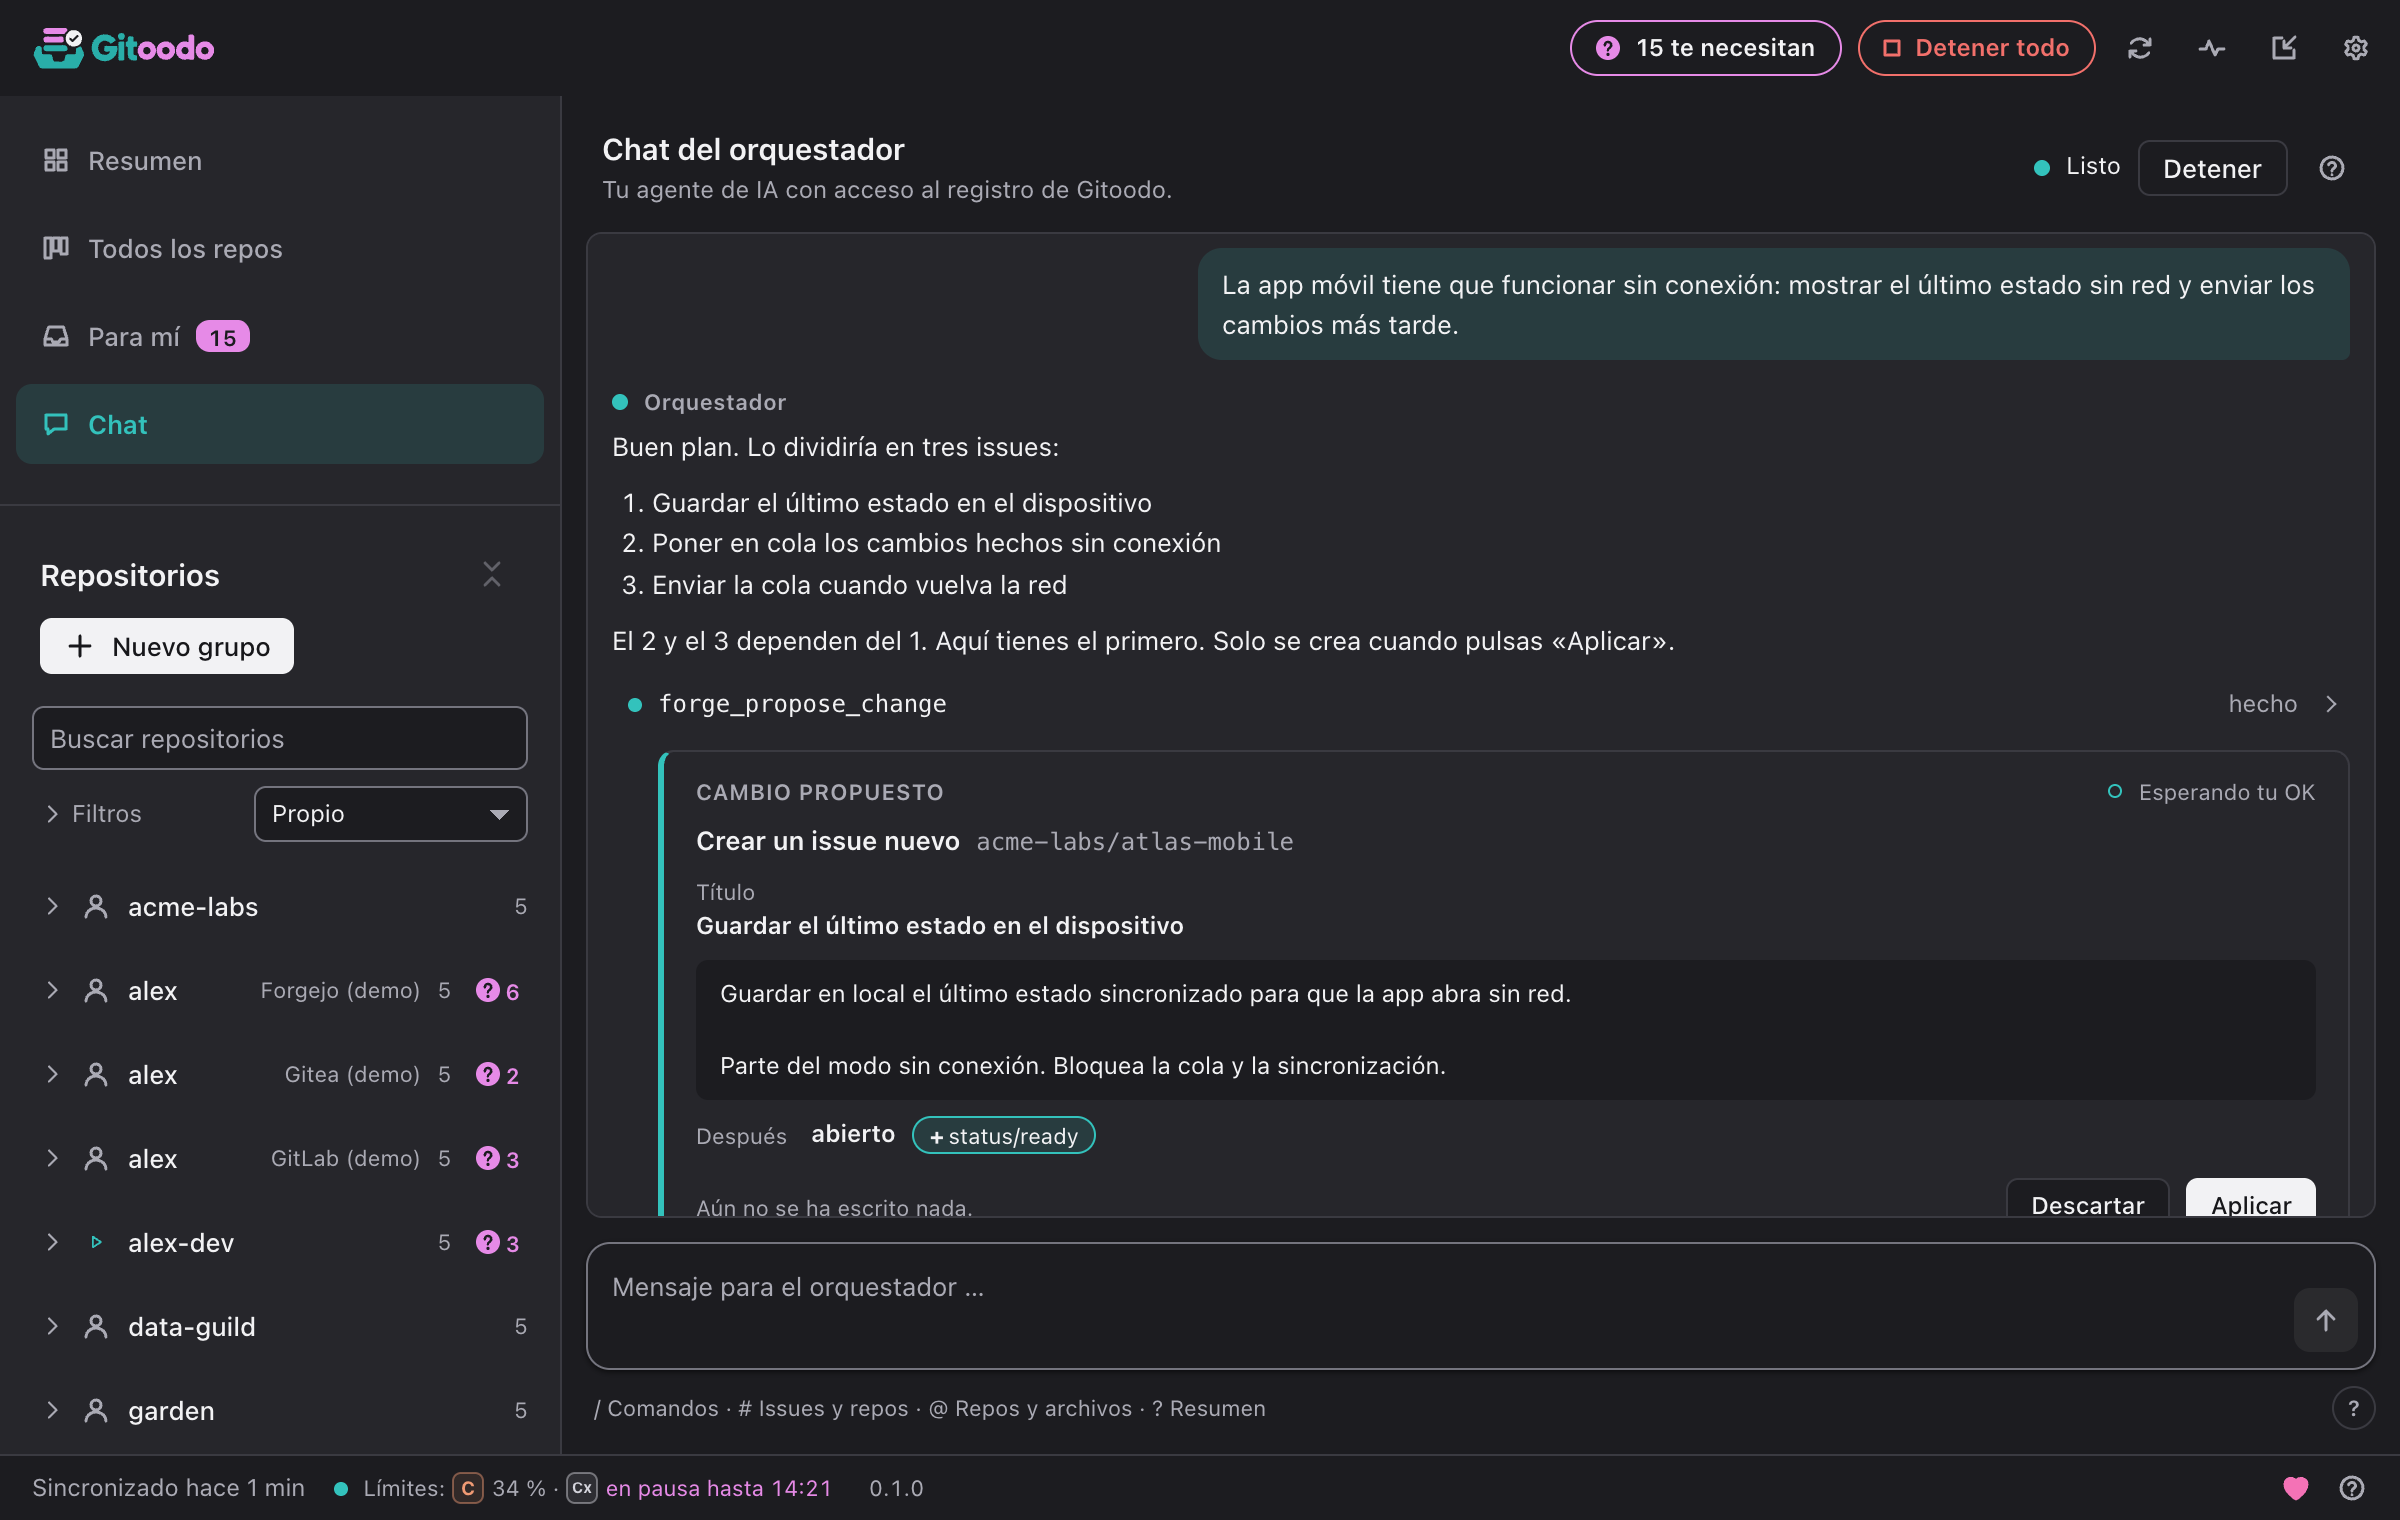 Gitoodo
15 te necesitan
Detener todo
Resumen
Todos los repos
Para mí 15
Chat
Repositorios
Nuevo grupo
Buscar repositorios
Filtros
Propio
acme-labs 5
alex Forgejo (demo) 5 ? 6
alex Gitea (demo) 5 ? 2
alex GitLab (demo) 5 ? 3
alex-dev 5 ? 3
data-guild 5
garden 5
Chat del orquestador
Tu agente de IA con acceso al registro de Gitoodo.
Listo
Detener
La app móvil tiene que funcionar sin conexión: mostrar el último estado sin red y enviar los
cambios más tarde.
Orquestador
Buen plan. Lo dividiría en tres issues:
1. Guardar el último estado en el dispositivo
2. Poner en cola los cambios hechos sin conexión
3. Enviar la cola cuando vuelva la red
El 2 y el 3 dependen del 1. Aquí tienes el primero. Solo se crea cuando pulsas «Aplicar».
forge_propose_change
hecho
CAMBIO PROPUESTO
Esperando tu OK
Crear un issue nuevo acme-labs/atlas-mobile
Título
Guardar el último estado en el dispositivo
Guardar en local el último estado sincronizado para que la app abra sin red.
Parte del modo sin conexión. Bloquea la cola y la sincronización.
Después abierto + status/ready
Aún no se ha escrito nada.
Descartar
Aplicar
Mensaje para el orquestador ...
/ Comandos · # Issues y repos · @ Repos y archivos · ? Resumen
?
Sincronizado hace 1 min
Límites: C 34 % · Cx en pausa hasta 14:21
0.1.0